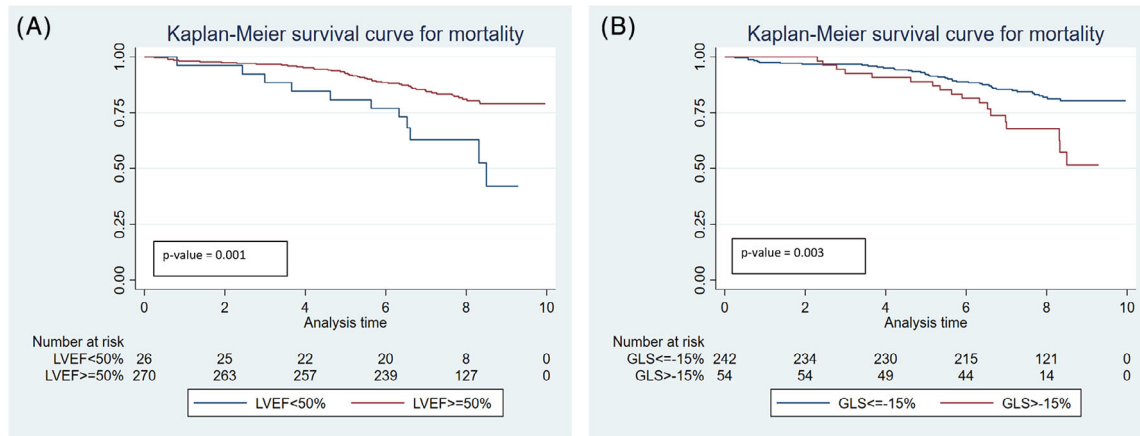 (A)
Kaplan-Meier survival curve for mortality
1.00
0.75
0.50
0.25
0.00
p-value = 0.001
0 2 4 6 8 10
Analysis time
Number at risk
LVEF<50% 26 25 22 20 8 0
LVEF>=50% 270 263 257 239 127 0
LVEF<50% LVEF>=50%
(B)
Kaplan-Meier survival curve for mortality
1.00
0.75
0.50
0.25
0.00
p-value = 0.003
0 2 4 6 8 10
Analysis time
Number at risk
GLS<=-15% 242 234 230 215 121 0
GLS>-15% 54 54 49 44 14 0
GLS<=-15% GLS>-15%